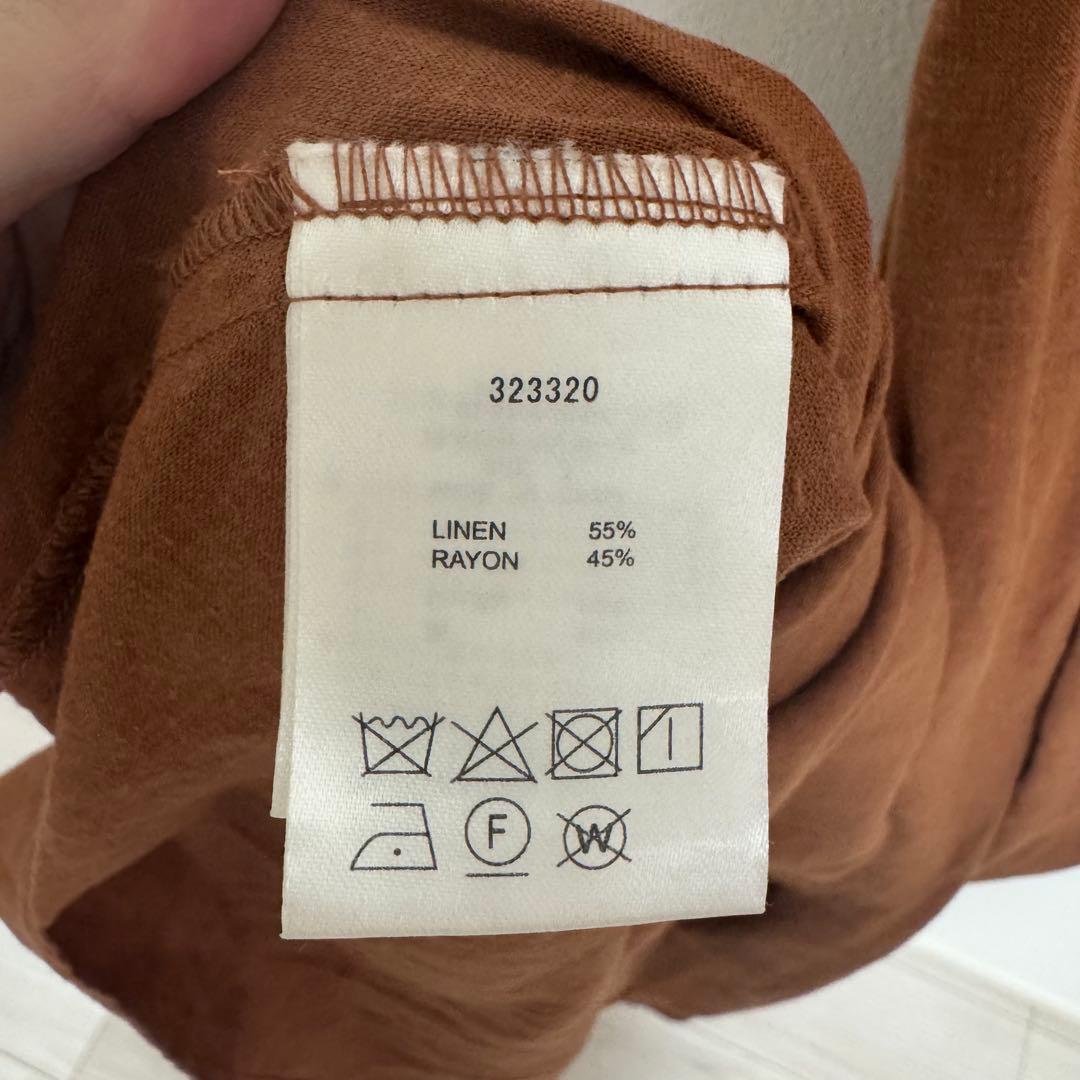 323320
LINEN 55%
RAYON 45%
F W